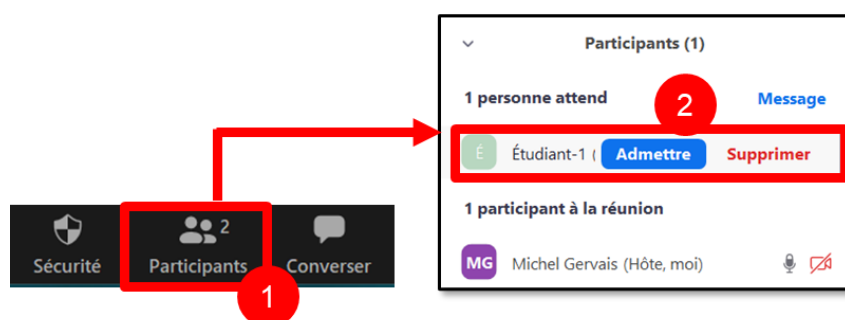 Participants (1)
1 personne attend
2
Message
É
Étudiant-1 (
Admettre
Supprimer
1 participant à la réunion
MG
Michel Gervais (Hôte, moi)
2
Sécurité
Participants
Converser
1